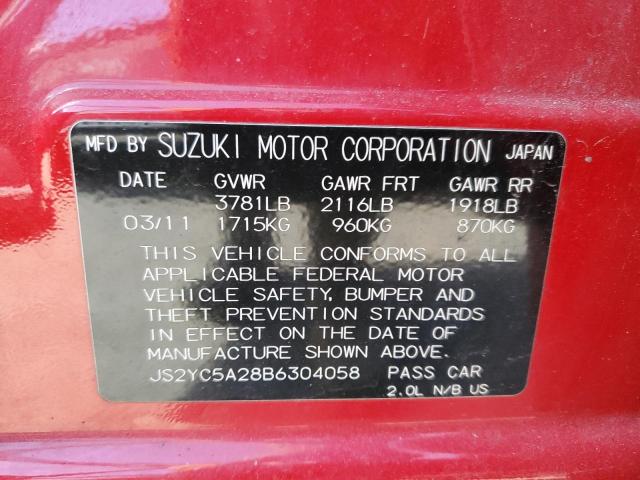 MFD BY SUZUKI MOTOR CORPORATION JAPAN
DATE GVWR GAWR FRT GAWR RR
3781LB 2116LB 1918LB
03/11 1715KG 960KG 870KG
THIS VEHICLE CONFORMS TO ALL
APPLICABLE FEDERAL MOTOR
VEHICLE SAFETY, BUMPER AND
THEFT PREVENTION STANDARDS
IN EFFECT ON THE DATE OF
MANUFACTURE SHOWN ABOVE.
JS2YC5A28B6304058 PASS CAR
2.0L N/B US